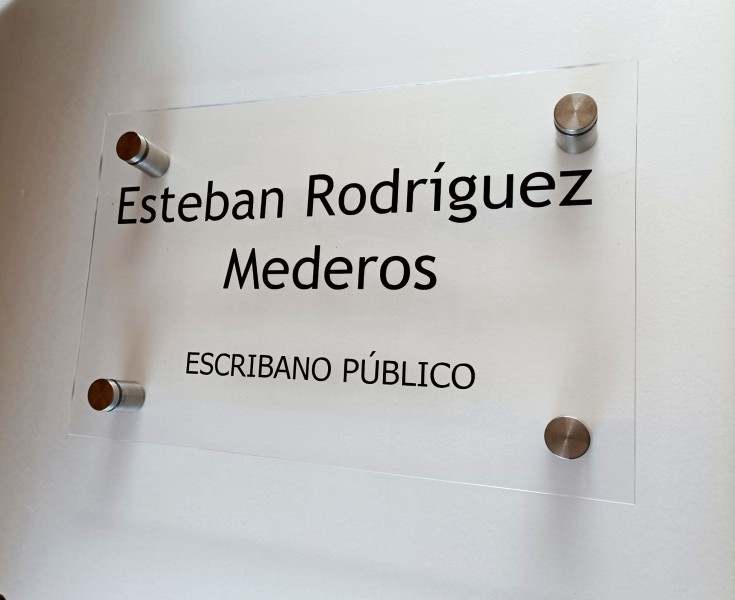 Esteban Rodríguez
Mederos
ESCRIBANO PÚBLICO